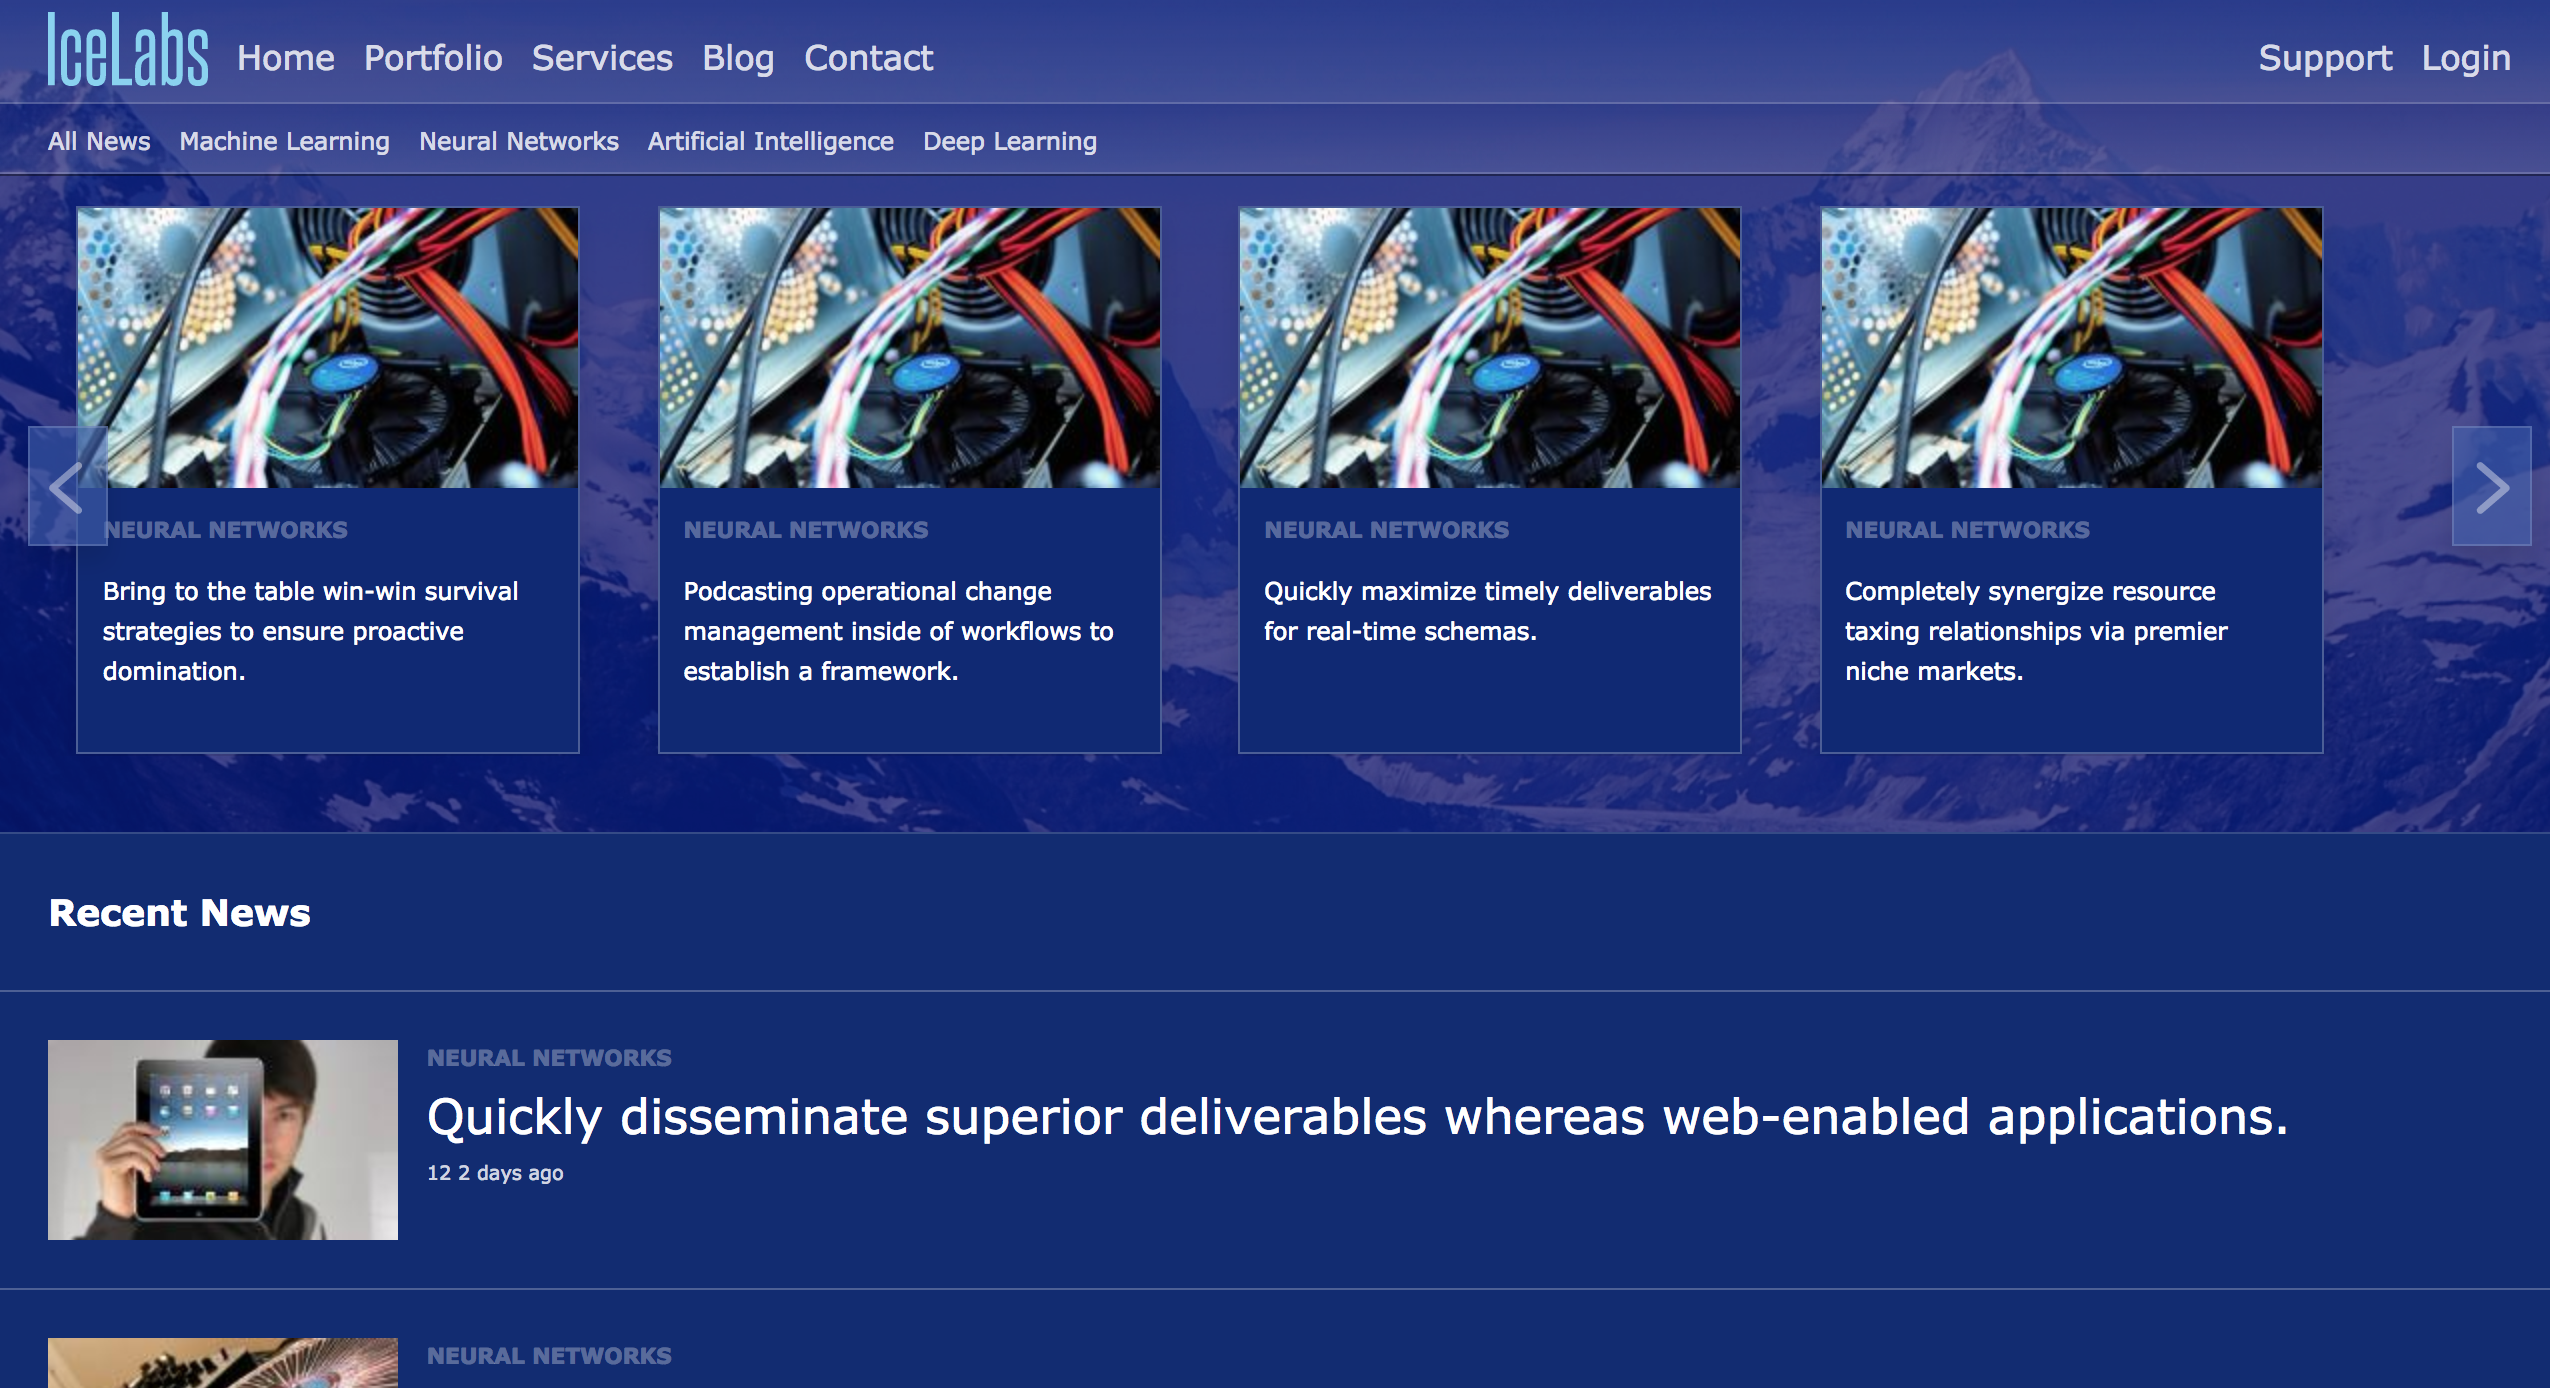 IceLabs Home Portfolio Services Blog Contact Support Login
All News Machine Learning Neural Networks Artificial Intelligence Deep Learning
NEURAL NETWORKS
Bring to the table win-win survival
strategies to ensure proactive
domination.
NEURAL NETWORKS
Podcasting operational change
management inside of workflows to
establish a framework.
NEURAL NETWORKS
Quickly maximize timely deliverables
for real-time schemas.
NEURAL NETWORKS
Completely synergize resource
taxing relationships via premier
niche markets.
Recent News
NEURAL NETWORKS
Quickly disseminate superior deliverables whereas web-enabled applications.
12 2 days ago
NEURAL NETWORKS